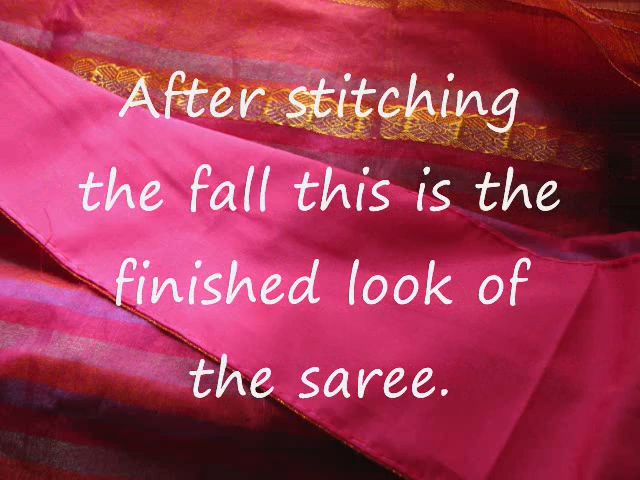 After stitching
the fall this is the
finished look of
the saree.